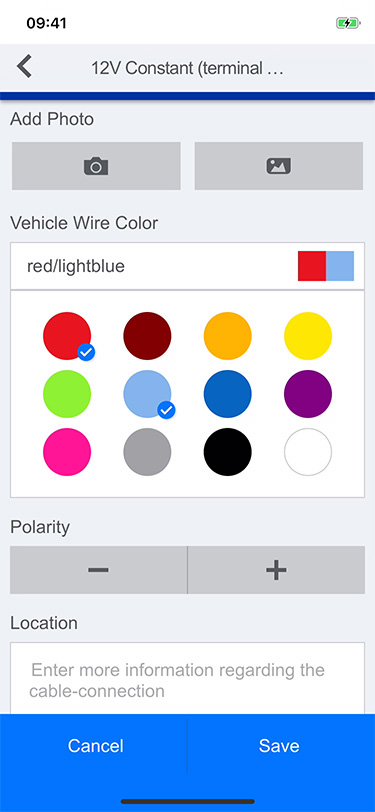 09:41
12V Constant (terminal ...
Add Photo
Vehicle Wire Color
red/lightblue
Polarity
Location
Enter more information regarding the
cable-connection
Cancel
Save